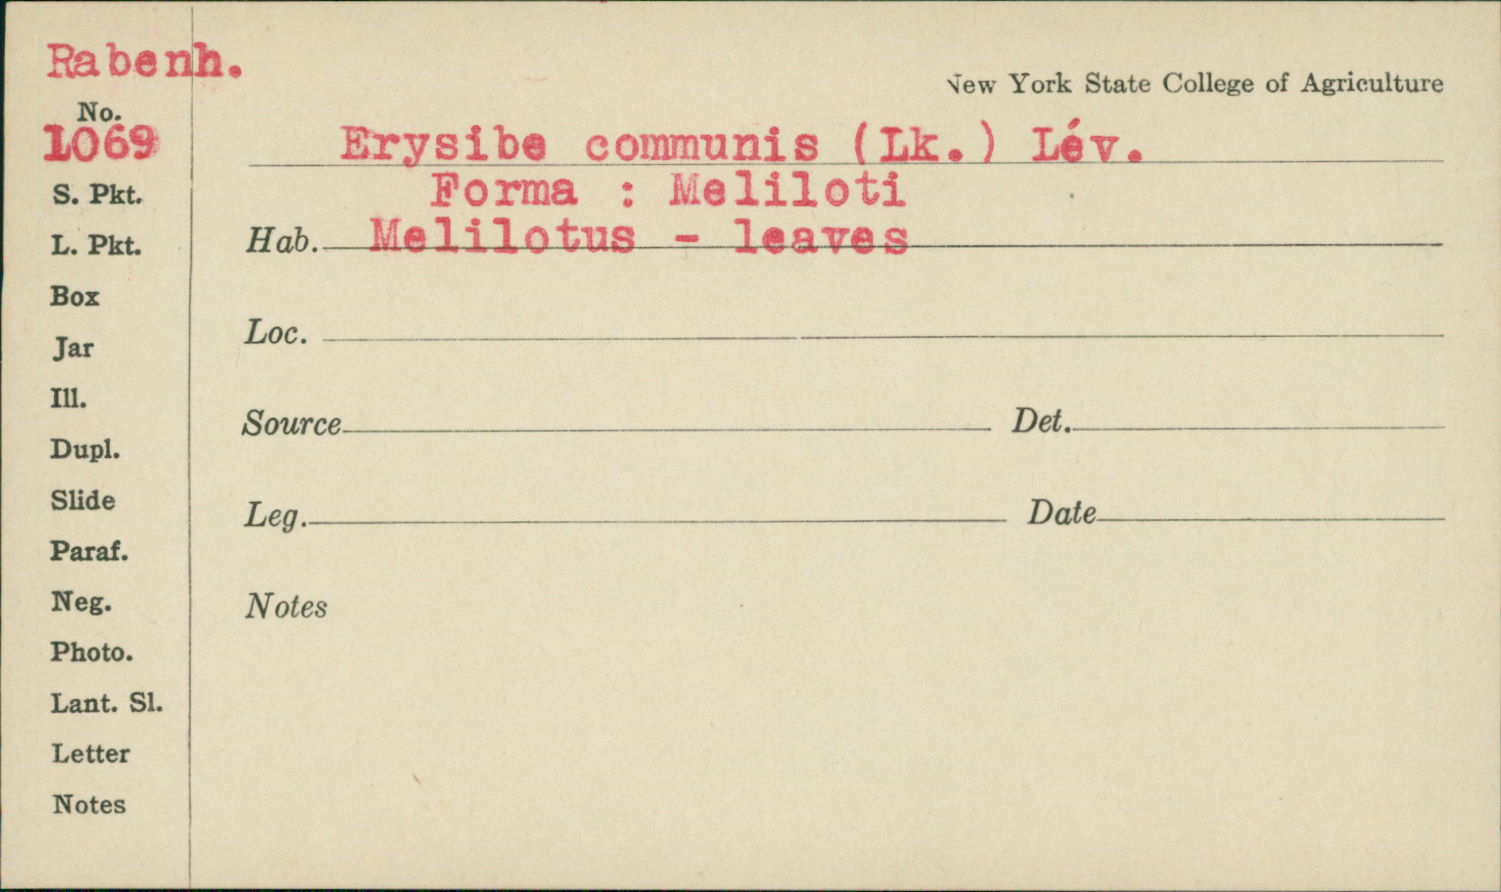 Rabenh.
New York State College of Agriculture
No.
1069
Erysibe communis (Lk.) Lév.
Forma : Meliloti
S. Pkt.
Hab. Melilotus - leaves
L. Pkt.
Box
Loc.
Jar
Ill.
Source Det.
Dupl.
Slide
Leg. Date
Paraf.
Neg.
Notes
Photo.
Lant. Sl.
Letter
Notes